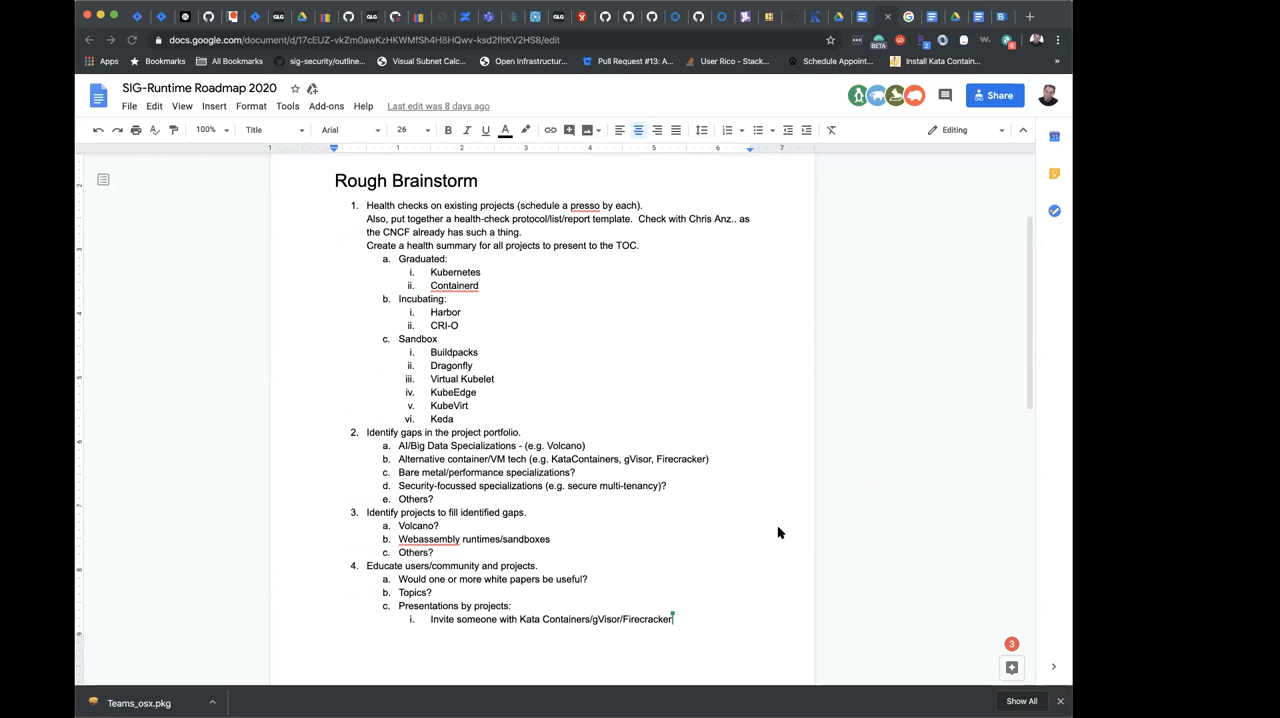 docs.google.com/document/d/17cEUZ-vkZm0awKzHKWMfSh4H8HQwv-ksd2fltKV2HS8/edit
Apps
Bookmarks
All Bookmarks
sig-security/outline...
Visual Subnet Calc...
Open Infrastructur...
Pull Request #13: A...
User Rico - Stack...
Schedule Appoint...
Install Kata Contain...
»
BETA
SIG-Runtime Roadmap 2020
File Edit View Insert Format Tools Add-ons Help Last edit was 8 days ago
Share
100% Title Arial 26 B I U A Editing
1 1 2 3 4 5 6 7
Rough Brainstorm
1. Health checks on existing projects (schedule a presso by each).
Also, put together a health-check protocol/list/report template. Check with Chris Anz.. as
the CNCF already has such a thing.
Create a health summary for all projects to present to the TOC.
a. Graduated:
i. Kubernetes
ii. Containerd
b. Incubating:
i. Harbor
ii. CRI-O
c. Sandbox
i. Buildpacks
ii. Dragonfly
iii. Virtual Kubelet
iv. KubeEdge
v. KubeVirt
vi. Keda
2. Identify gaps in the project portfolio.
a. AI/Big Data Specializations - (e.g. Volcano)
b. Alternative container/VM tech (e.g. KataContainers, gVisor, Firecracker)
c. Bare metal/performance specializations?
d. Security-focussed specializations (e.g. secure multi-tenancy)?
e. Others?
3. Identify projects to fill identified gaps.
a. Volcano?
b. Webassembly runtimes/sandboxes
c. Others?
4. Educate users/community and projects.
a. Would one or more white papers be useful?
b. Topics?
c. Presentations by projects:
i. Invite someone with Kata Containers/gVisor/Firecracker
3
Teams_osx.pkg
Show All